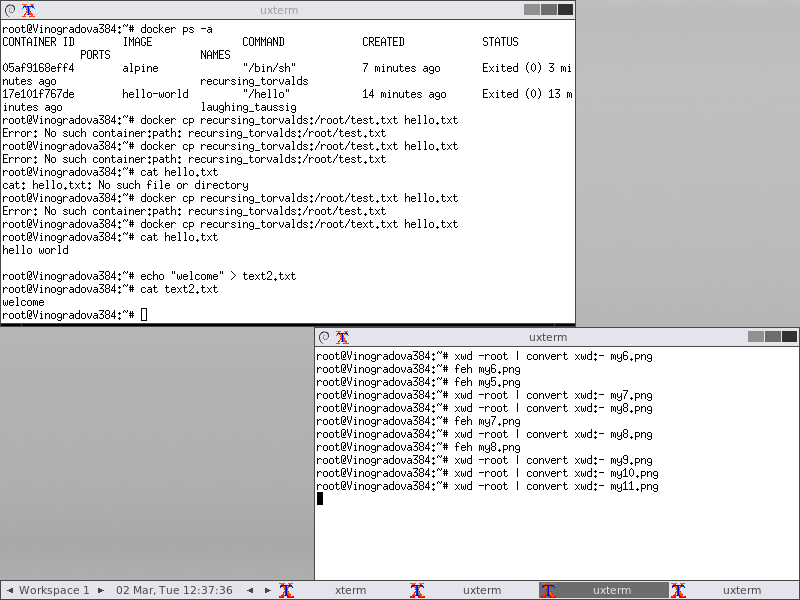 uxterm
root@Vinogradova384:~# docker ps -a
CONTAINER ID        IMAGE               COMMAND             CREATED             STATUS
             PORTS               NAMES
05af9168eff4        alpine              "/bin/sh"           7 minutes ago       Exited (0) 3 mi
nutes ago                        recursing_torvalds
17e101f767de        hello-world         "/hello"            14 minutes ago      Exited (0) 13 m
inutes ago                       laughing_taussig
root@Vinogradova384:~# docker cp recursing_torvalds:/root/test.txt hello.txt
Error: No such container:path: recursing_torvalds:/root/test.txt
root@Vinogradova384:~# docker cp recursing_torvalds:/root/test.txt hello.txt
Error: No such container:path: recursing_torvalds:/root/test.txt
root@Vinogradova384:~# cat hello.txt
cat: hello.txt: No such file or directory
root@Vinogradova384:~# docker cp recursing_torvalds:/root/test.txt hello.txt
Error: No such container:path: recursing_torvalds:/root/test.txt
root@Vinogradova384:~# docker cp recursing_torvalds:/root/text.txt hello.txt
root@Vinogradova384:~# cat hello.txt
hello world
root@Vinogradova384:~# echo "welcome" > text2.txt
root@Vinogradova384:~# cat text2.txt
welcome
root@Vinogradova384:~#
uxterm
root@Vinogradova384:~# xwd -root | convert xwd:- my6.png
root@Vinogradova384:~# feh my6.png
root@Vinogradova384:~# feh my5.png
root@Vinogradova384:~# xwd -root | convert xwd:- my7.png
root@Vinogradova384:~# xwd -root | convert xwd:- my8.png
root@Vinogradova384:~# feh my7.png
root@Vinogradova384:~# xwd -root | convert xwd:- my8.png
root@Vinogradova384:~# feh my8.png
root@Vinogradova384:~# xwd -root | convert xwd:- my9.png
root@Vinogradova384:~# xwd -root | convert xwd:- my10.png
root@Vinogradova384:~# xwd -root | convert xwd:- my11.png
Workspace 1 02 Mar, Tue 12:37:36 xterm uxterm uxterm uxterm